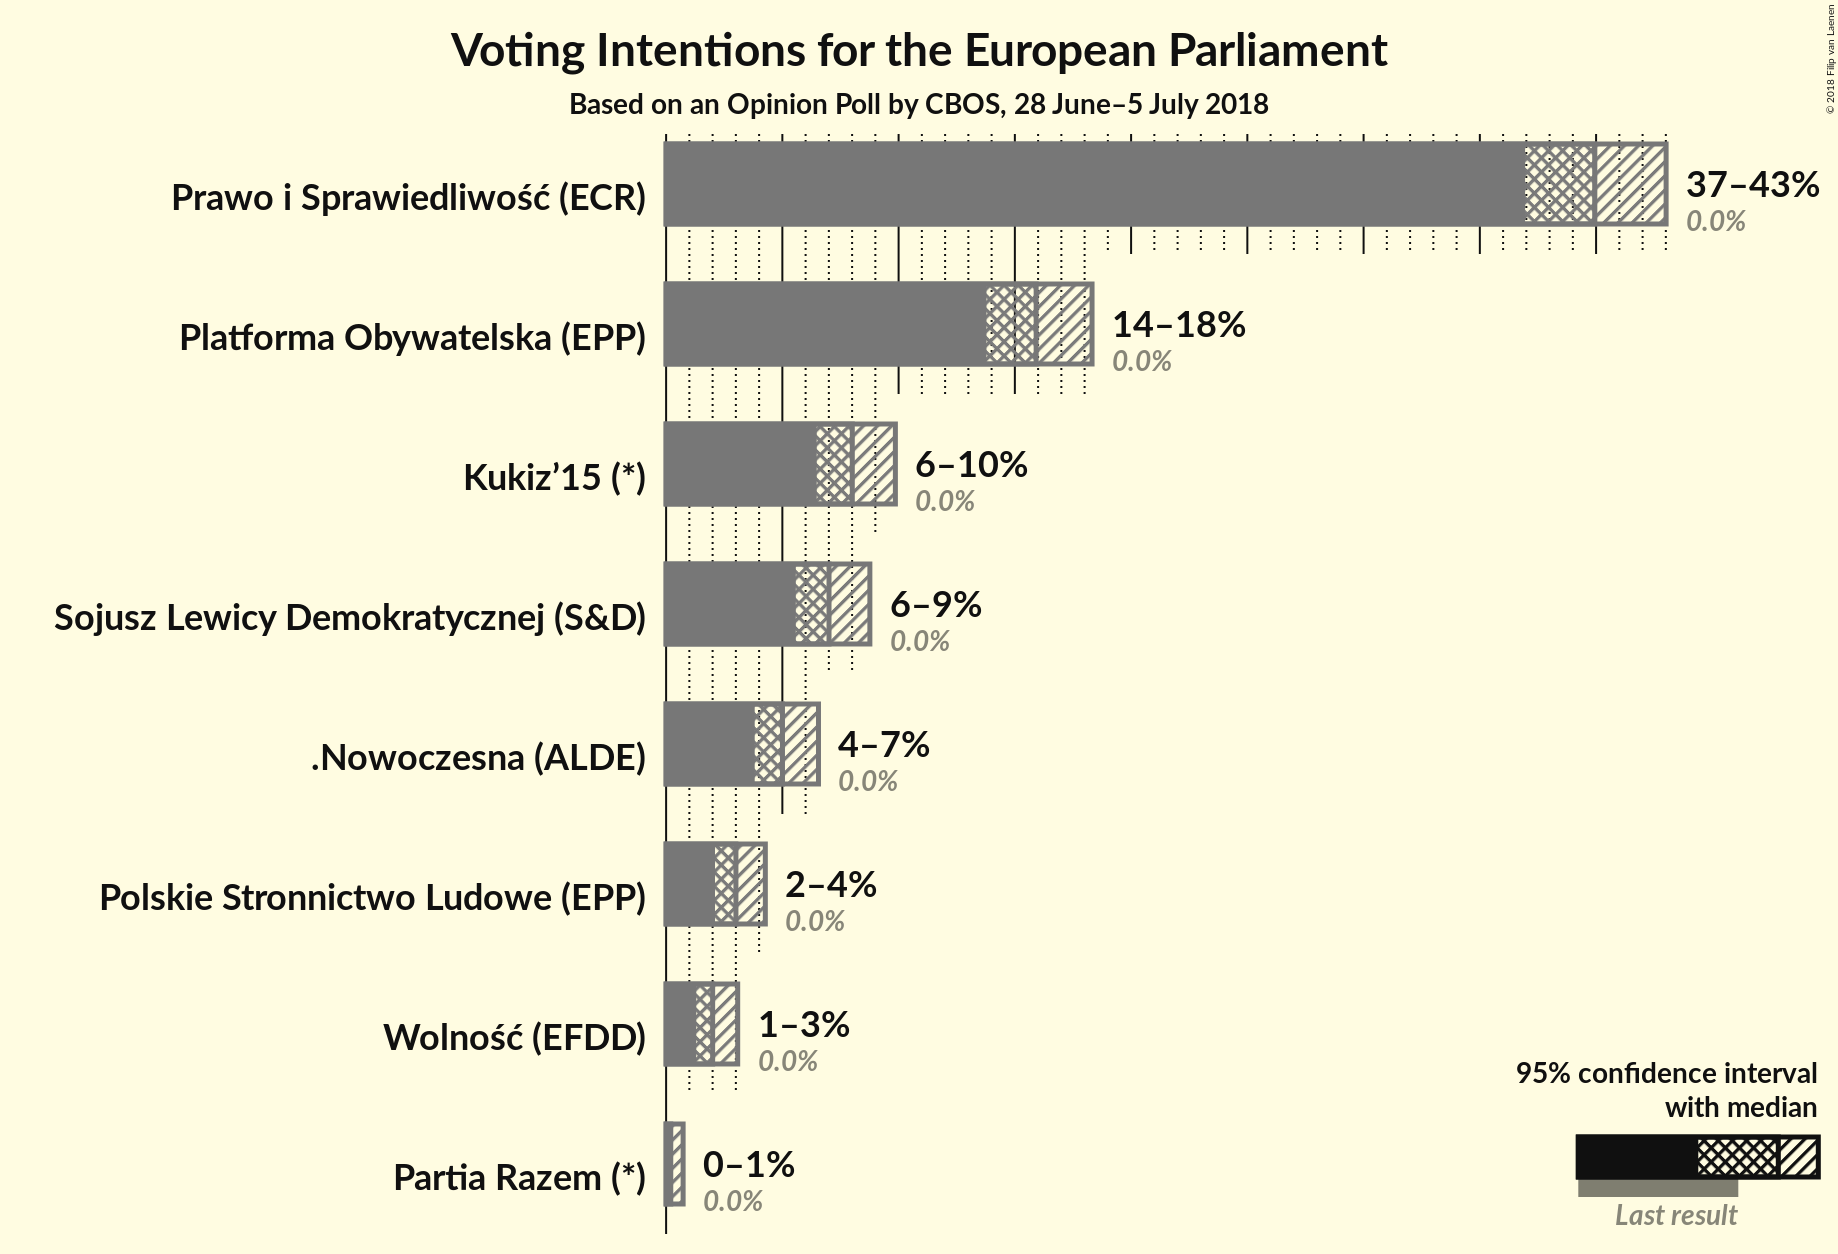 Voting Intentions for the European Parliament
Based on an Opinion Poll by CBOS, 28 June–5 July 2018
© 2018 Filip van Laenen
Prawo i Sprawiedliwość (ECR)
37–43%
0.0%
Platforma Obywatelska (EPP)
14–18%
0.0%
Kukiz’15 (*)
6–10%
0.0%
Sojusz Lewicy Demokratycznej (S&D)
6–9%
0.0%
.Nowoczesna (ALDE)
4–7%
0.0%
Polskie Stronnictwo Ludowe (EPP)
2–4%
0.0%
Wolność (EFDD)
1–3%
0.0%
Partia Razem (*)
0–1%
0.0%
95% confidence interval
with median
Last result